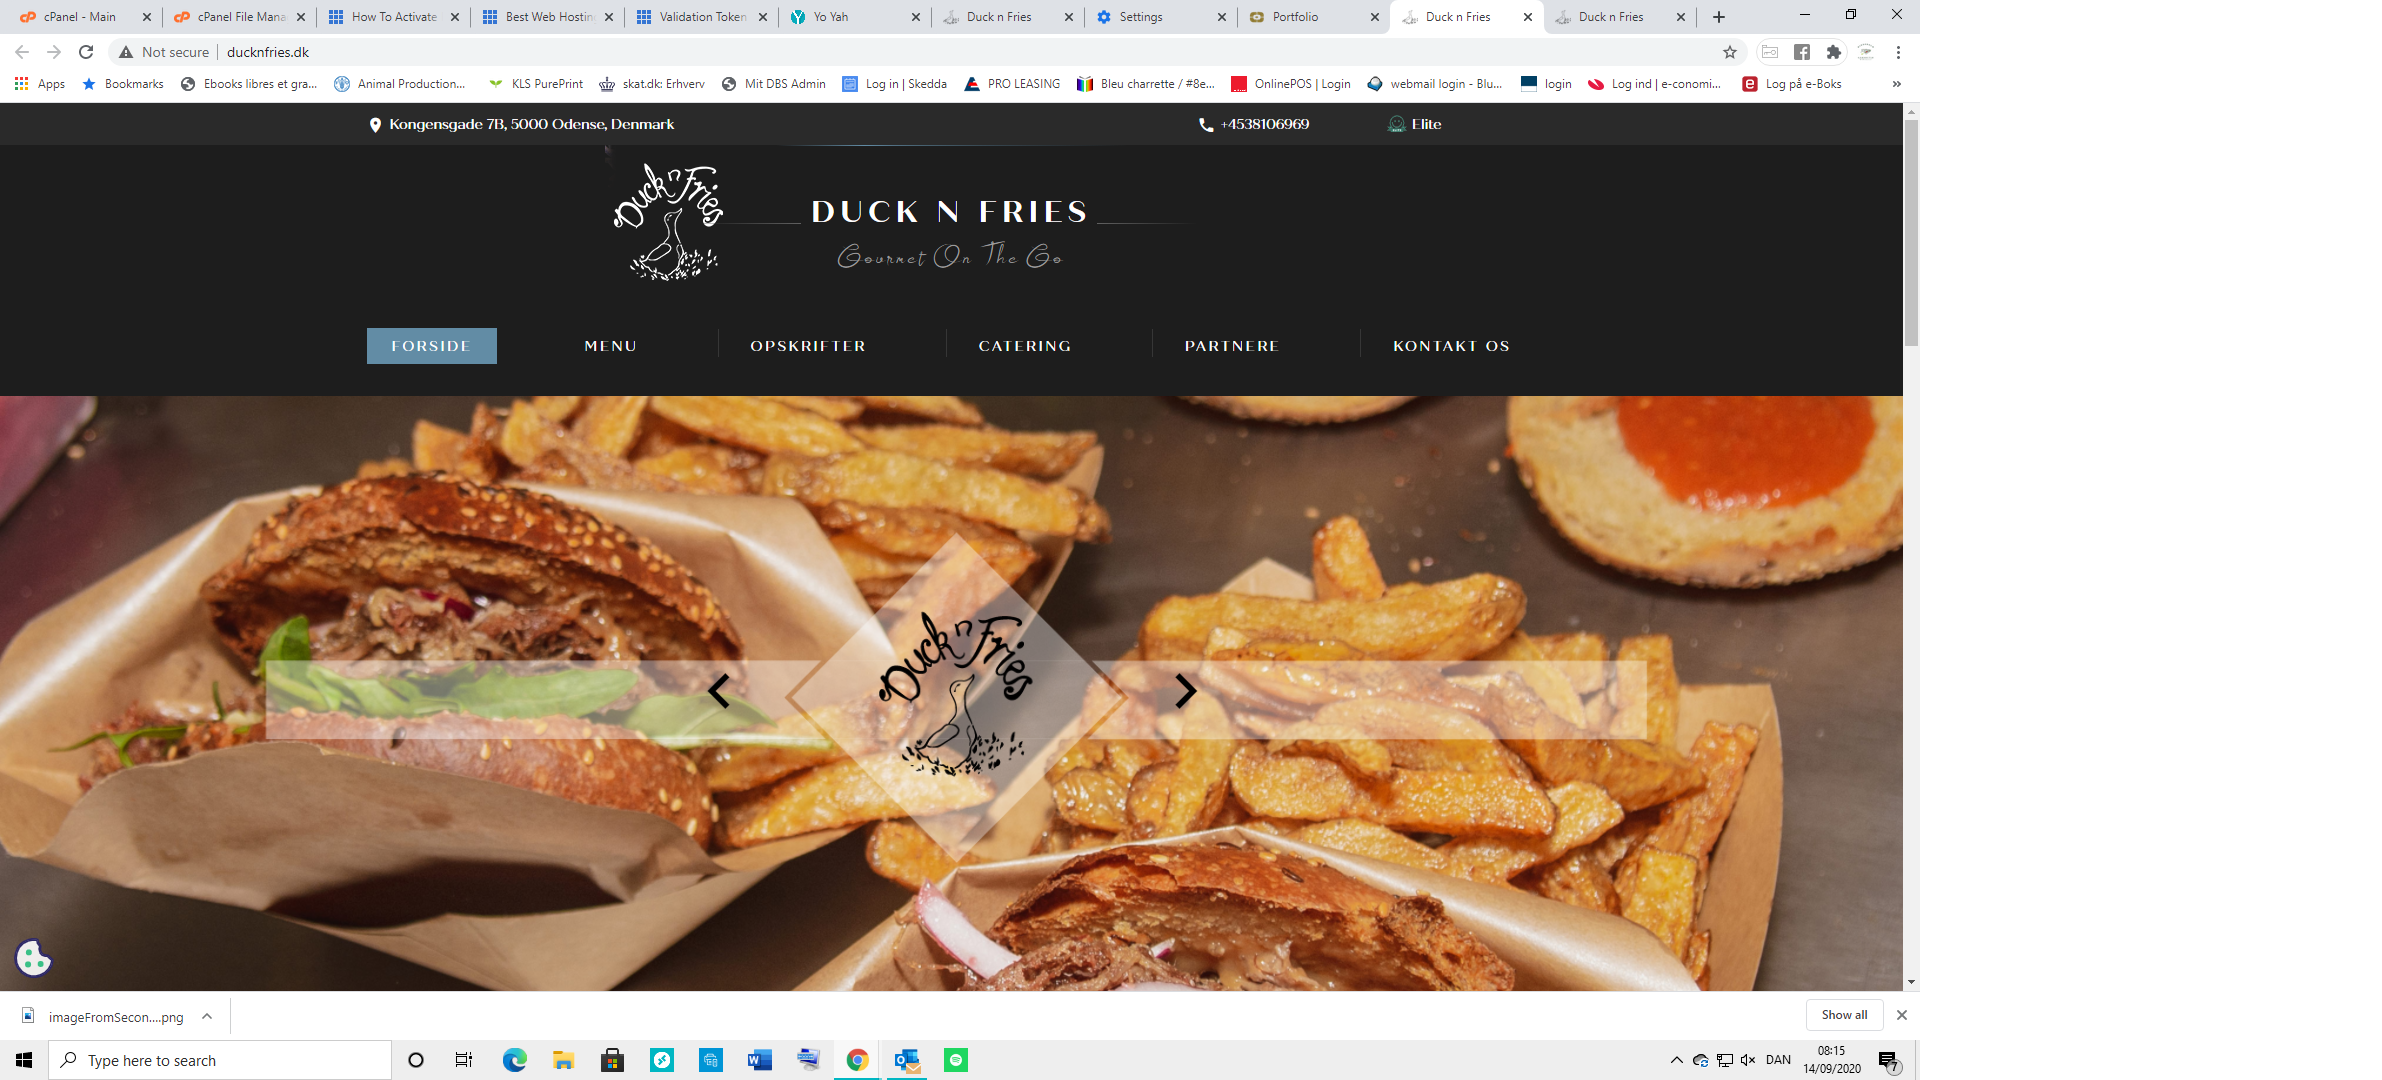 cPanel - Main
cPanel File Mana
How To Activate
Best Web Hostin
Validation Token
Yo Yah
Duck n Fries
Settings
Portfolio
Duck n Fries
Duck n Fries
Not secure
ducknfries.dk
Apps
Bookmarks
Ebooks libres et gra...
Animal Production...
KLS PurePrint
skat.dk: Erhverv
Mit DBS Admin
Log in | Skedda
PRO LEASING
Bleu charrette / #8e...
OnlinePOS | Login
webmail login - Blu...
login
Log ind | e-conomi...
Log på e-Boks
»
Kongensgade 7B, 5000 Odense, Denmark
+4538106969
Elite
Duck n Fries
DUCK N FRIES
Gourmet On The Go
FORSIDE
MENU
OPSKRIFTER
CATERING
PARTNERE
KONTAKT OS
Duck n Fries
imageFromSecon....png
Show all
Type here to search
DAN
08:15
14/09/2020
7